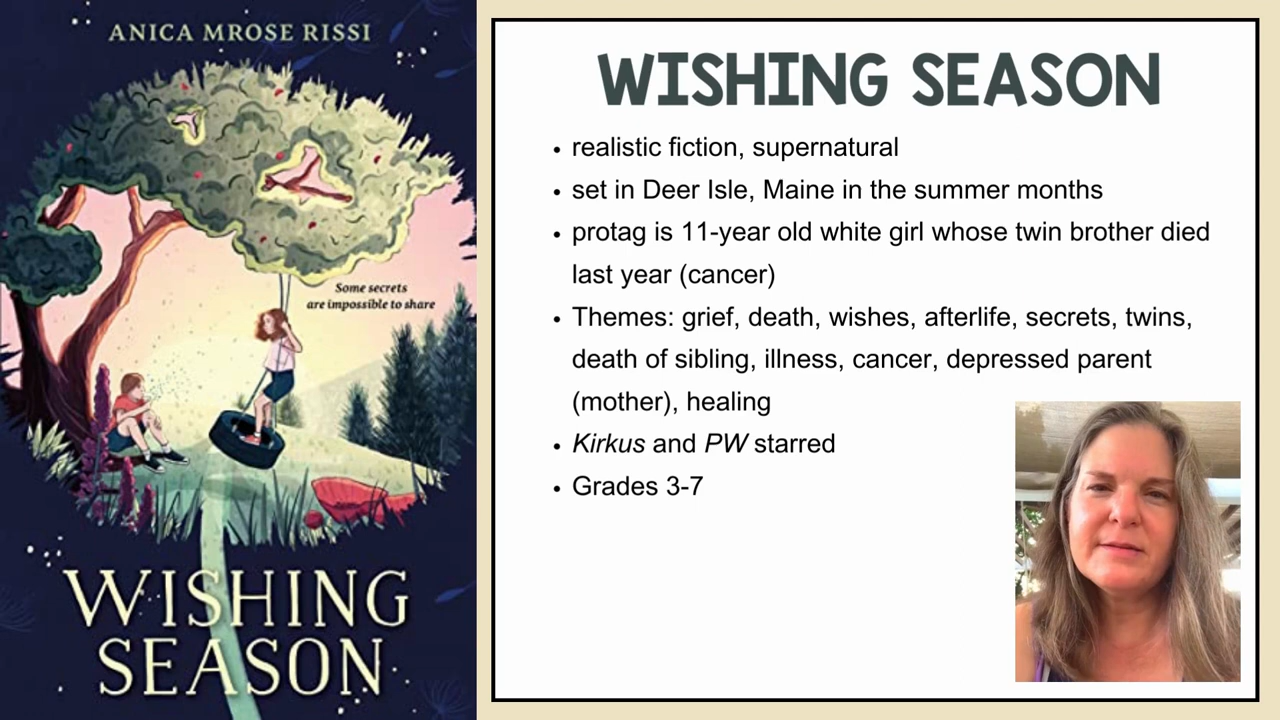 ANICA MROSE RISSI
Some secrets
are impossible to share
WISHING
SEASON
WISHING SEASON
• realistic fiction, supernatural
• set in Deer Isle, Maine in the summer months
• protag is 11-year old white girl whose twin brother died
last year (cancer)
• Themes: grief, death, wishes, afterlife, secrets, twins,
death of sibling, illness, cancer, depressed parent
(mother), healing
• Kirkus and PW starred
• Grades 3-7